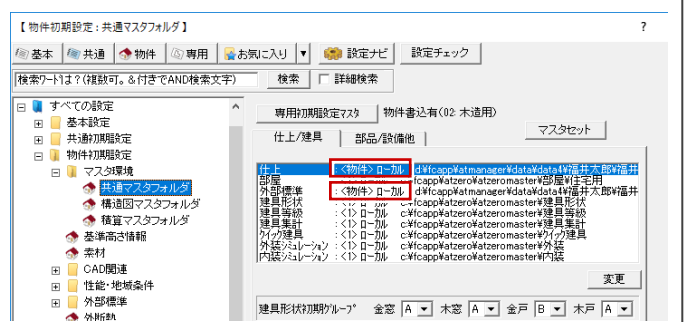 【 物件初期設定 : 共通マスタフォルダ 】 ?
基本 共通 物件 専用 お気に入り ▼ 設定ナビ 設定チェック
検索ワードは？(複数可。&付きでAND検索文字) 検索 詳細検索
すべての設定
基本設定
共通初期設定
物件初期設定
マスタ環境
共通マスタフォルダ
構造図マスタフォルダ
積算マスタフォルダ
基準高さ情報
素材
CAD関連
性能・地域条件
外部標準
外断熱
専用初期設定マスタ 物件書込有(02: 木造用)
マスタセット
仕上/建具 部品/設備他
仕上 : <物件> ローカル d:¥fcapp¥atmanager¥data¥data4¥福井太郎¥福井
部屋 c:¥fcapp¥atzero¥atzeromaster¥部屋¥住宅用
外部標準 : <物件> ローカル d:¥fcapp¥atmanager¥data¥data4¥福井太郎¥福井
建具形状 : <1> ローカル c:¥fcapp¥atzero¥atzeromaster¥建具形状
建具等級 : <1> ローカル c:¥fcapp¥atzero¥atzeromaster¥建具等級
建具集計 : <1> ローカル c:¥fcapp¥atzero¥atzeromaster¥建具集計
クイック建具 : <1> ローカル c:¥fcapp¥atzero¥atzeromaster¥クイック建具
外装シミュレーション : <1> ローカル c:¥fcapp¥atzero¥atzeromaster¥外装
内装シミュレーション : <1> ローカル c:¥fcapp¥atzero¥atzeromaster¥内装
変更
建具形状初期グループ 金窓 A 木窓 A 金戸 B 木戸 A